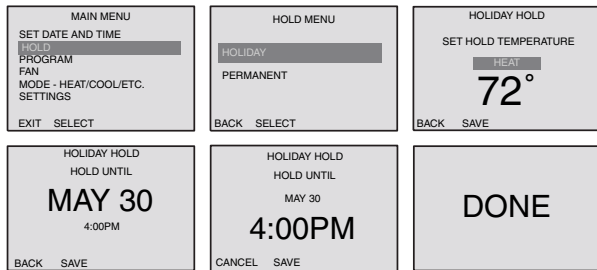 MAIN MENU
SET DATE AND TIME
HOLD
PROGRAM
FAN
MODE - HEAT/COOL/ETC.
SETTINGS
EXIT SELECT
HOLD MENU
HOLIDAY
PERMANENT
BACK SELECT
HOLIDAY HOLD
SET HOLD TEMPERATURE
HEAT
72°
BACK SAVE
HOLIDAY HOLD
HOLD UNTIL
MAY 30
4:00PM
BACK SAVE
HOLIDAY HOLD
HOLD UNTIL
MAY 30
4:00PM
CANCEL SAVE
DONE